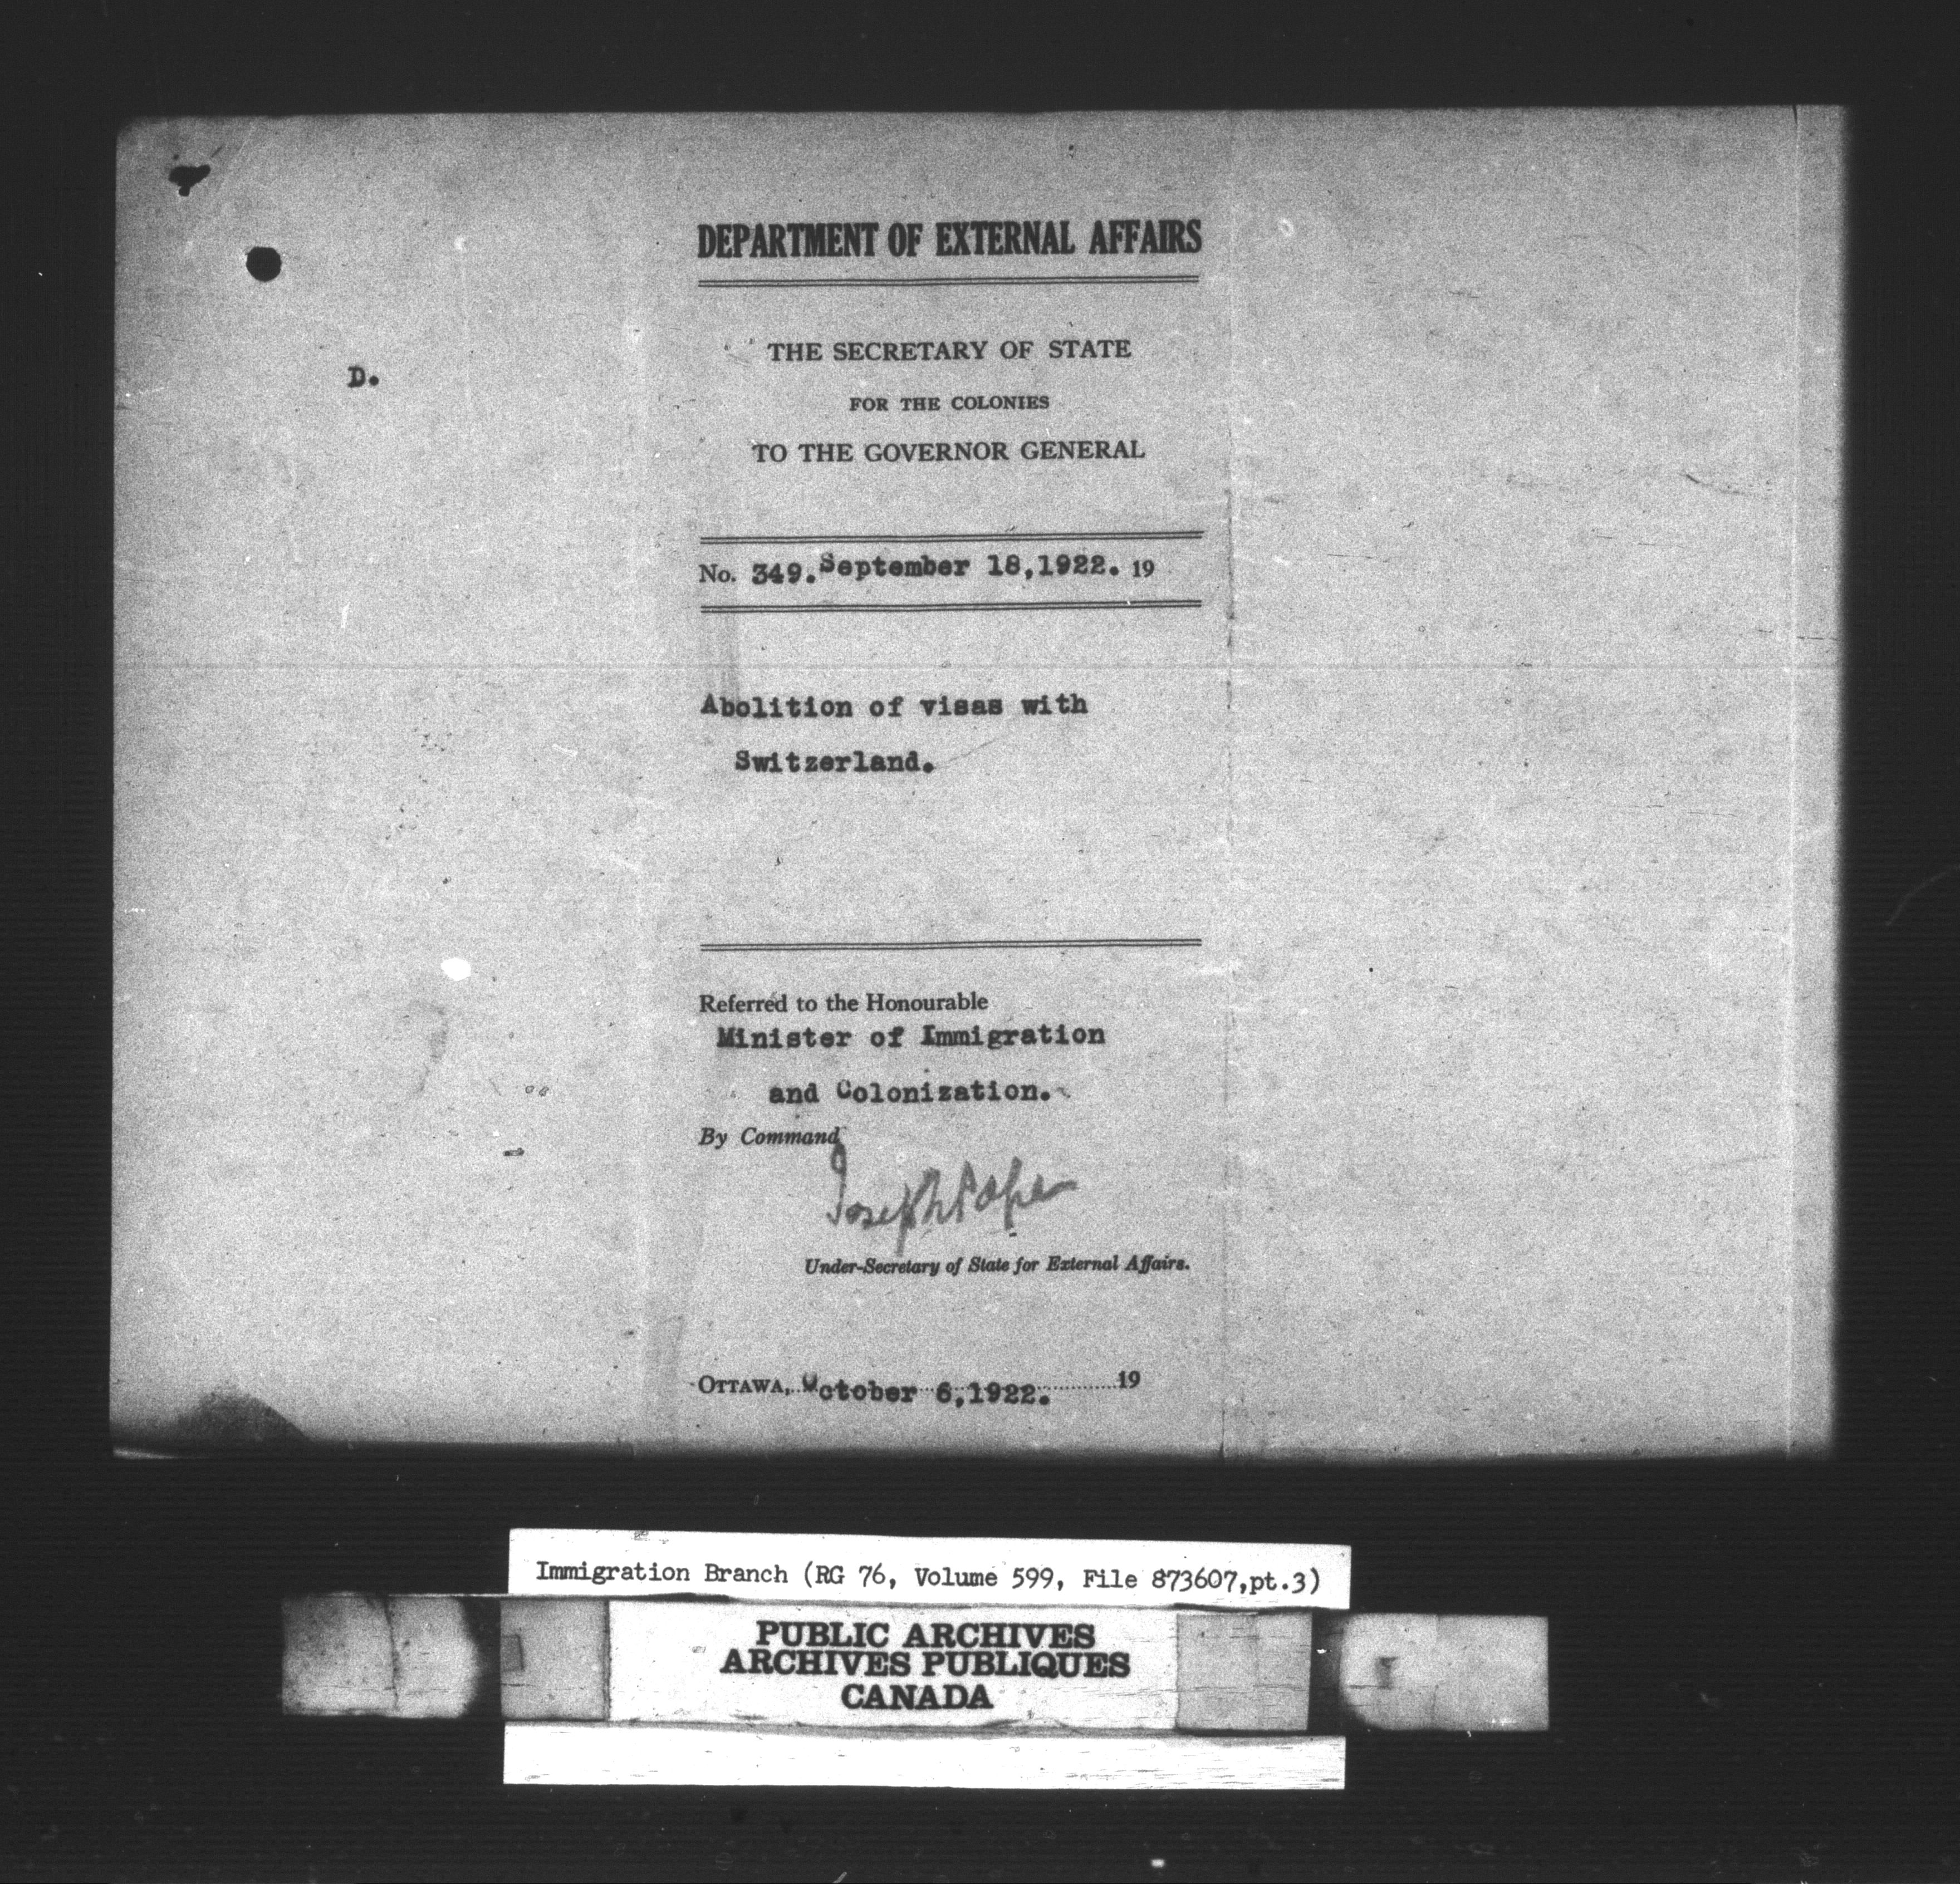 DEPARTMENT OF EXTERNAL AFFAIRS
D.
THE SECRETARY OF STATE
FOR THE COLONIES
TO THE GOVERNOR GENERAL
No. 349. September 18,1922. 19
Abolition of visas with
Switzerland.
Referred to the Honourable
Minister of Immigration
and Colonization.
By Command
Joseph Pope
Under-Secretary of State for External Affairs.
OTTAWA, October 6,1922. 19
Immigration Branch (RG 76, Volume 599, File 873607,pt.3)
PUBLIC ARCHIVES
ARCHIVES PUBLIQUES
CANADA